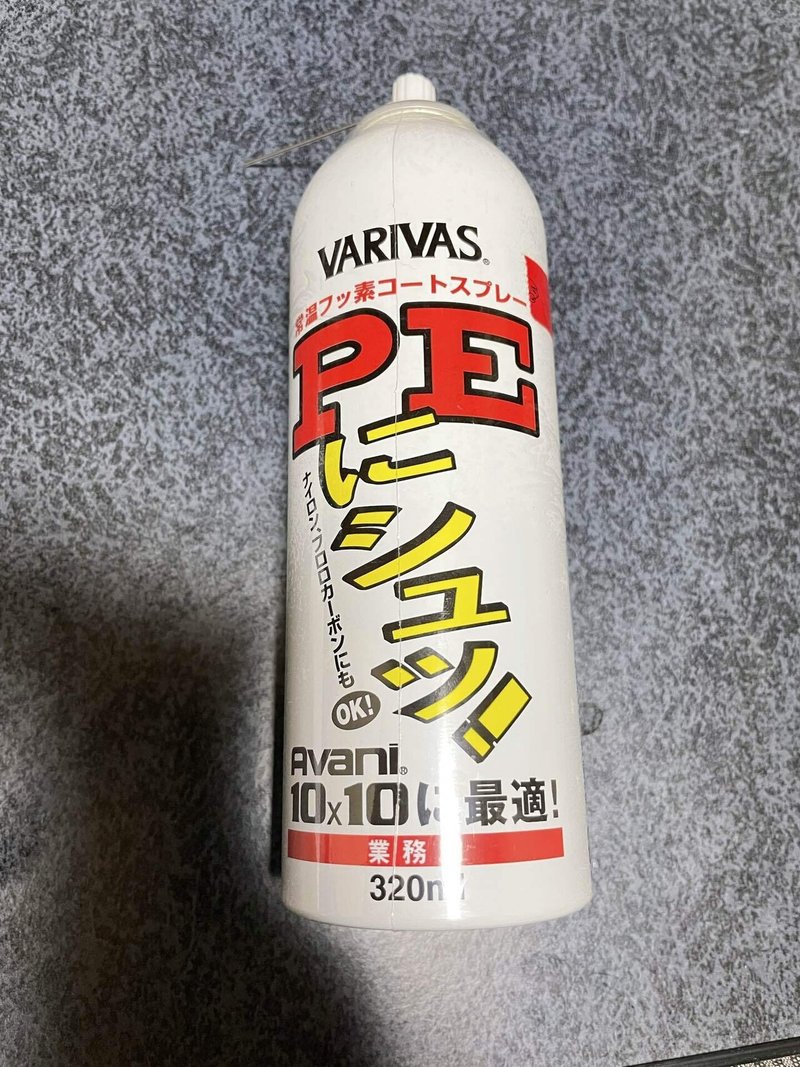 VARIVAS®
常温フッ素コートスプレー
PE
にシュッ!
ナイロン、フロロカーボンにも
OK!
Avani®
10x10に最適!
業務
320ml